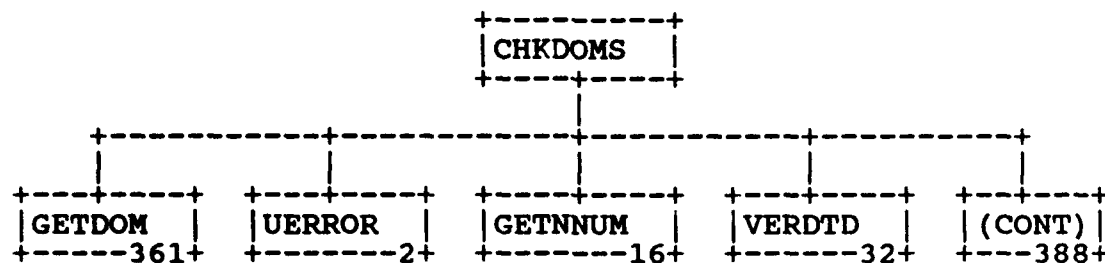 CHKDOMS
GETDOM UERROR GETNNUM VERDTD (CONT)
361 2 16 32 388